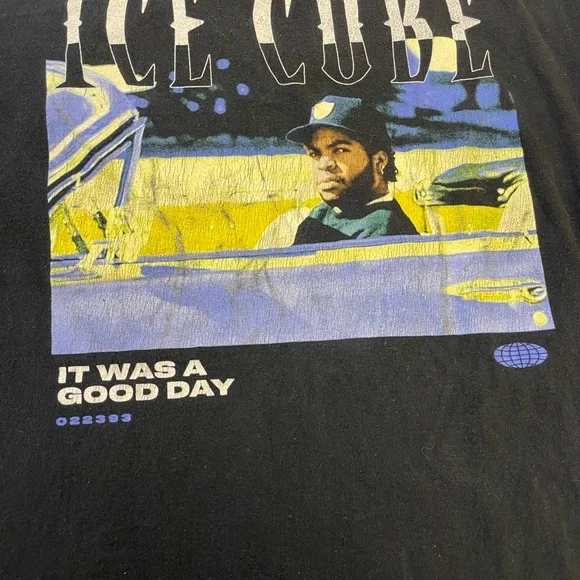 ICE CUBE
IT WAS A
GOOD DAY
022393